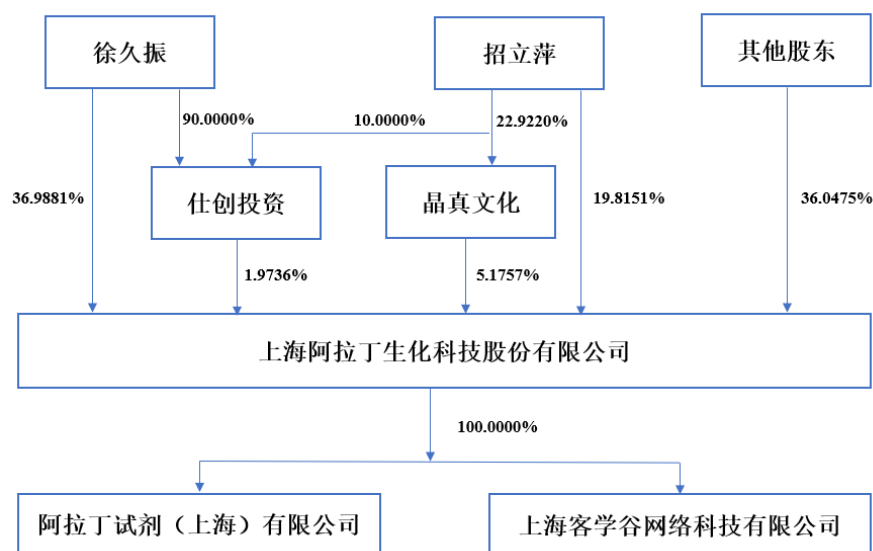 徐久振
招立萍
其他股东
90.0000%
10.0000%
22.9220%
36.9881%
仕创投资
晶真文化
19.8151%
36.0475%
1.9736%
5.1757%
上海阿拉丁生化科技股份有限公司
100.0000%
阿拉丁试剂（上海）有限公司
上海客学谷网络科技有限公司